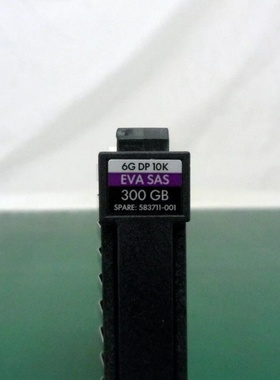 6G DP 10K
EVA SAS
300 GB
SPARE: 583711-001